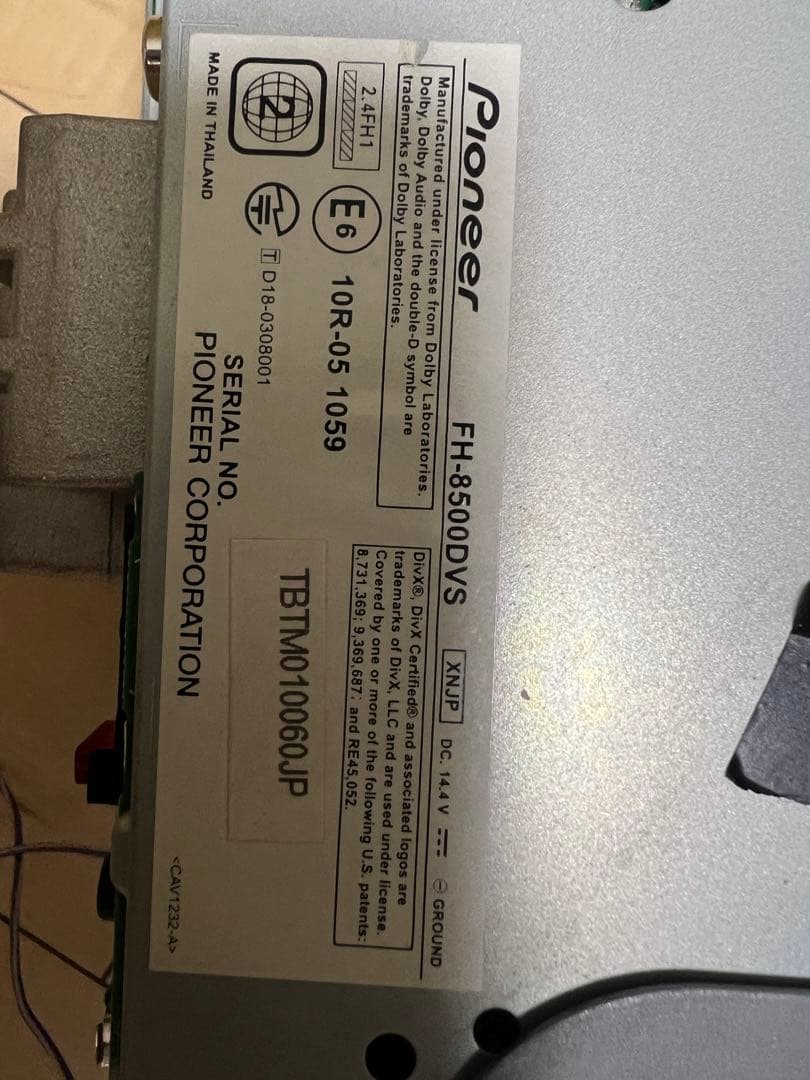 Pioneer
FH-8500DVS
XNJP
DC. 14.4 V
⊖ GROUND
Manufactured under license from Dolby Laboratories.
Dolby, Dolby Audio and the double-D symbol are
trademarks of Dolby Laboratories.
DivX®, DivX Certified® and associated logos are
trademarks of DivX, LLC and are used under license.
Covered by one or more of the following U.S. patents:
8,731,369; 9,369,687; and RE45,052.
2.4FH1
E6
10R-05 1059
2
T D18-0308001
SERIAL NO.
TBTM010060JP
MADE IN THAILAND
PIONEER CORPORATION
<CAV1232-A>